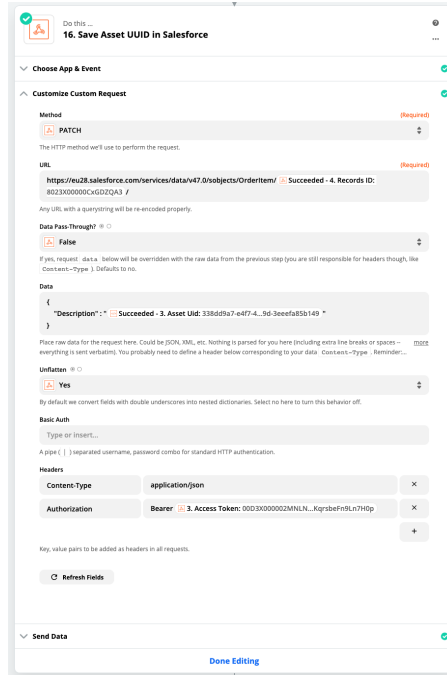 Do this ...
16. Save Asset UUID in Salesforce
Choose App & Event
Customize Custom Request
Method (Required)
PATCH
The HTTP method we'll use to perform the request.
URL (Required)
https://eu28.salesforce.com/services/data/v47.0/sobjects/OrderItem/ Succeeded - 4. Records ID:
8023X00000CxGDZQA3 /
Any URL with a querystring will be re-encoded properly.
Data Pass-Through?
False
If yes, request data below will be overridden with the raw data from the previous step (you are still responsible for headers though, like
Content-Type ). Defaults to no.
Data
{
"Description" : " Succeeded - 3. Asset Uid: 338dd9a7-e4f7-4...9d-3eeefa85b149 "
}
Place raw data for the request here. Could be JSON, XML, etc. Nothing is parsed for you here (including extra line breaks or spaces -- more
everything is sent verbatim). You probably need to define a header below corresponding to your data Content-Type . Reminder:...
Unflatten
Yes
By default we convert fields with double underscores into nested dictionaries. Select no here to turn this behavior off.
Basic Auth
Type or insert...
A pipe ( | ) separated username, password combo for standard HTTP authentication.
Headers
Content-Type application/json ×
Authorization Bearer 3. Access Token: 00D3X000002MNLN...KqrsbeFn9Ln7H0p ×
+
Key, value pairs to be added as headers in all requests.
Refresh Fields
Send Data
Done Editing